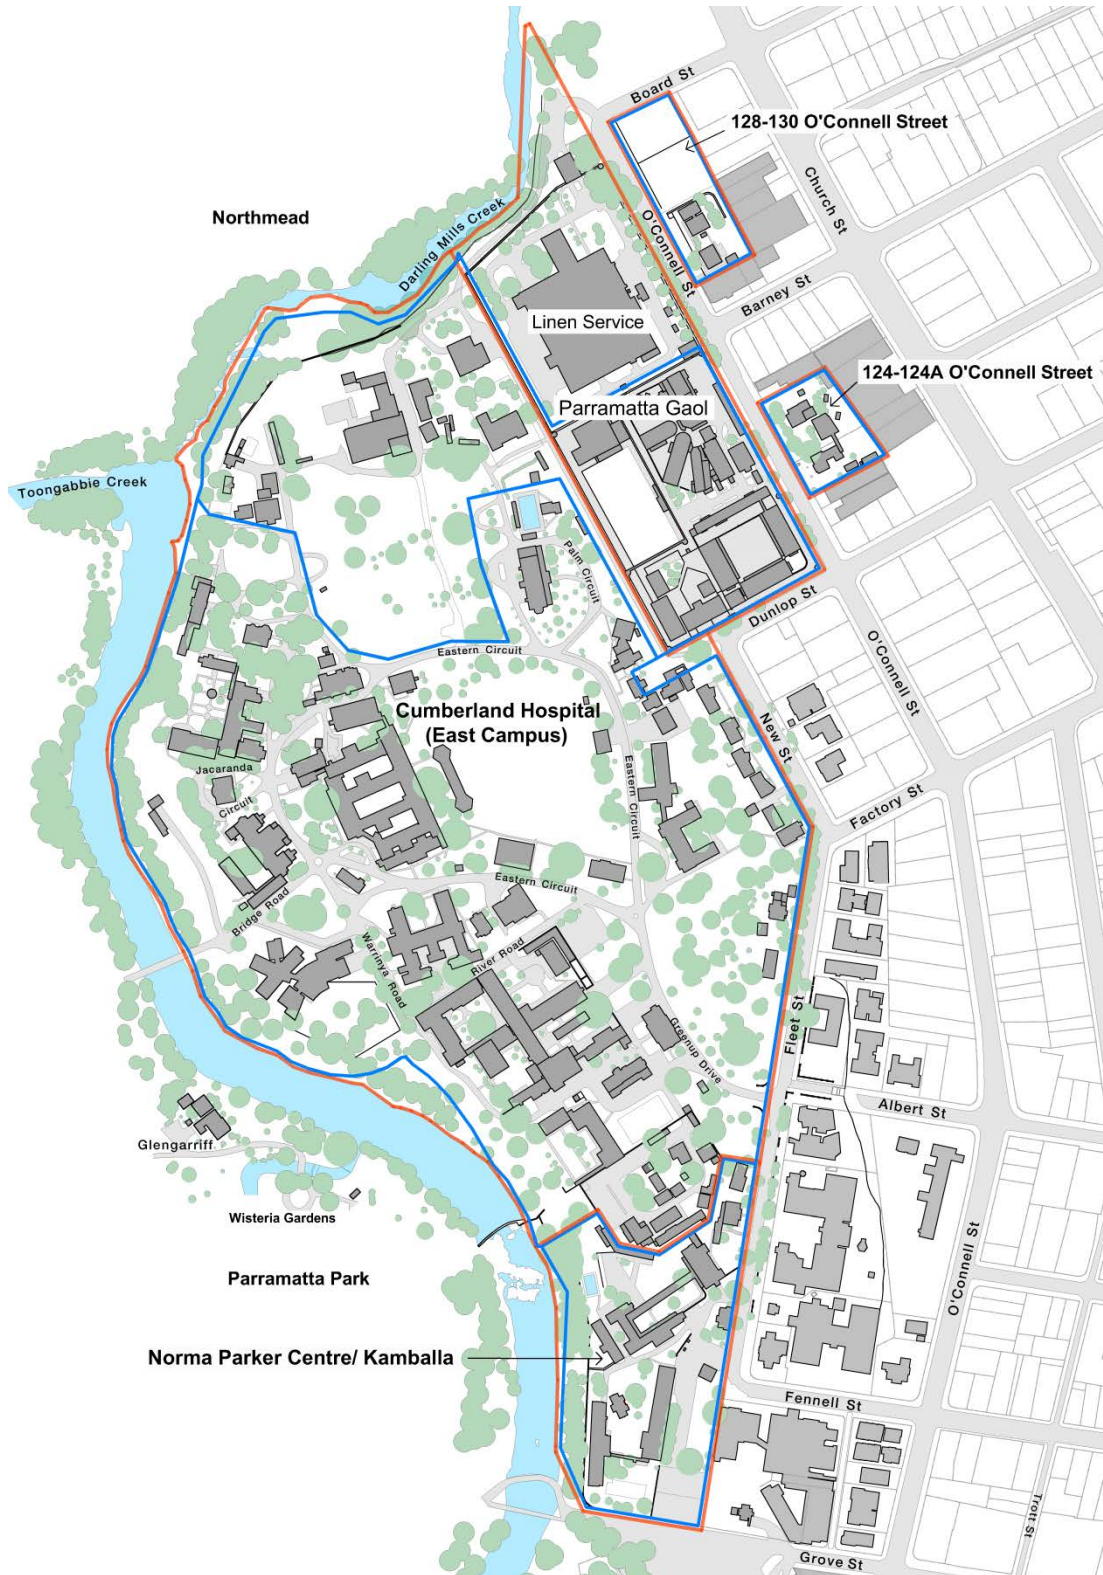 Board St
128-130 O'Connell Street
Church St
Northmead
Darling Mills Creek
O'Connell St
Barney St
Linen Service
124-124A O'Connell Street
Parramatta Gaol
Toongabbie Creek
Palm Circuit
Dunlop St
Eastern Circuit
O'Connell St
Cumberland Hospital
(East Campus)
New St
Jacaranda
Circuit
Eastern Circuit
Factory St
Eastern Circuit
Bridge Road
Warrinya Road
River Road
Fleet St
Greenup Drive
Albert St
Glengarriff
Wisteria Gardens
O'Connell St
Parramatta Park
Norma Parker Centre/ Kamballa
Fennell St
Trott St
Grove St